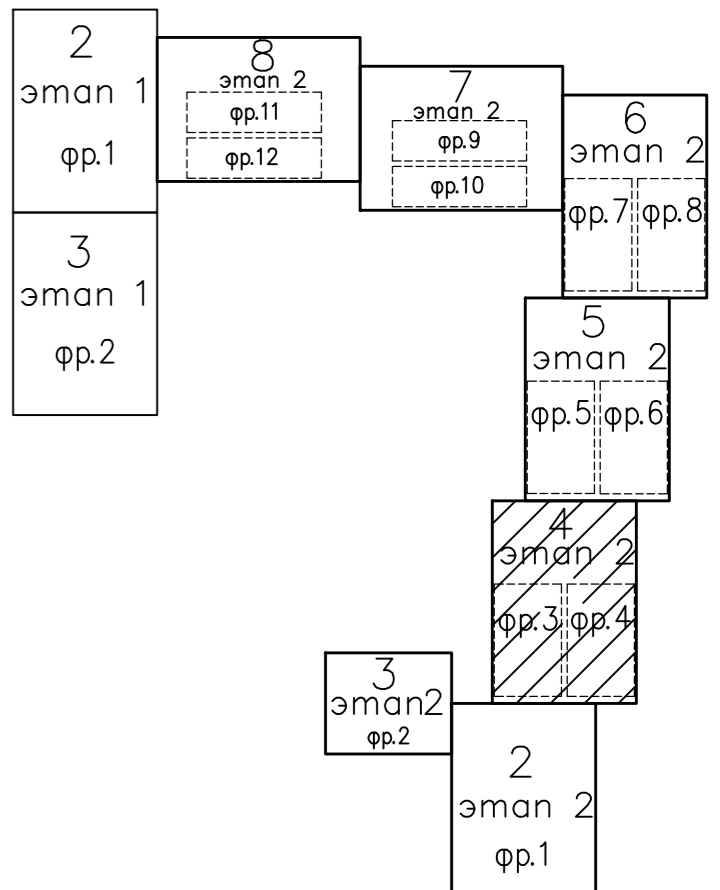 2
этап 1
фр.1
3
этап 1
фр.2
8
этап 2
фр.11
фр.12
7
этап 2
фр.9
фр.10
6
этап 2
фр.7 фр.8
5
этап 2
фр.5 фр.6
4
этап 2
фр.3 фр.4
3
этап2
фр.2
2
этап 2
фр.1